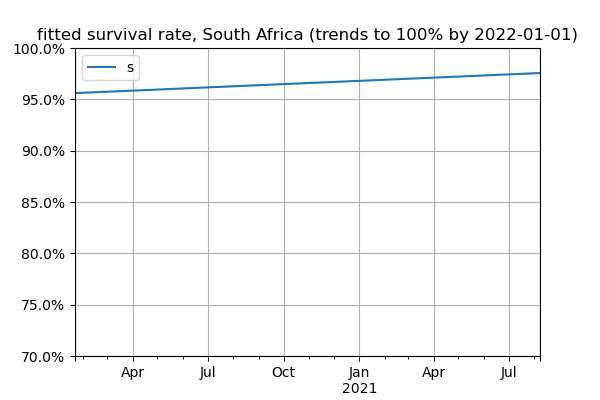 fitted survival rate, South Africa (trends to 100% by 2022-01-01)
100.0%
s
95.0%
90.0%
85.0%
80.0%
75.0%
70.0%
Apr Jul Oct Jan Apr Jul
2021